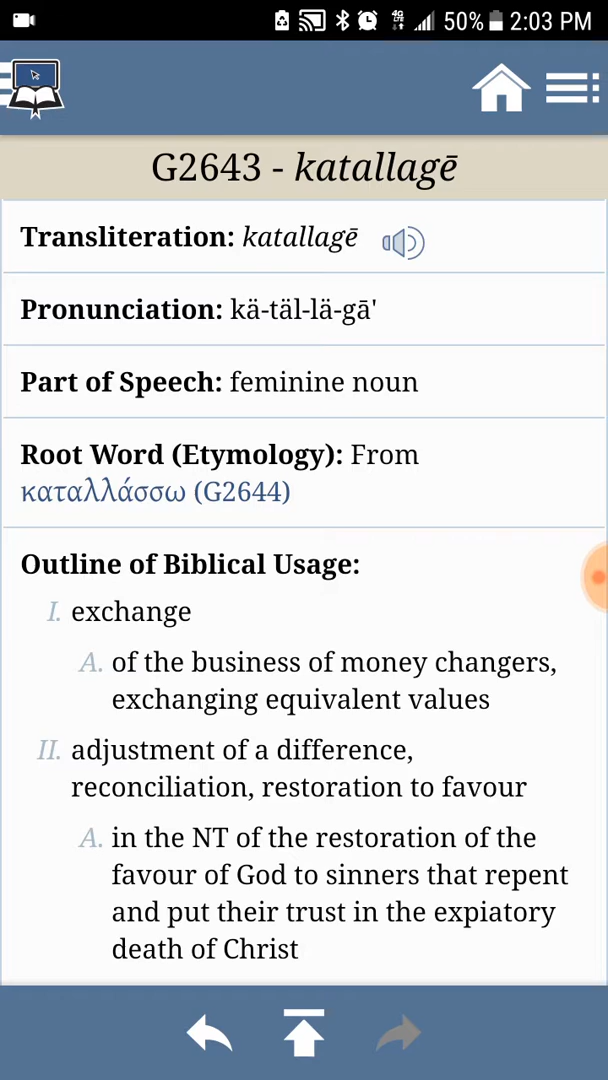 50% 2:03 PM
G2643 - katallagē
Transliteration: katallagē
Pronunciation: kä-täl-lä-gā'
Part of Speech: feminine noun
Root Word (Etymology): From
καταλλάσσω (G2644)
Outline of Biblical Usage:
I. exchange
A. of the business of money changers,
exchanging equivalent values
II. adjustment of a difference,
reconciliation, restoration to favour
A. in the NT of the restoration of the
favour of God to sinners that repent
and put their trust in the expiatory
death of Christ